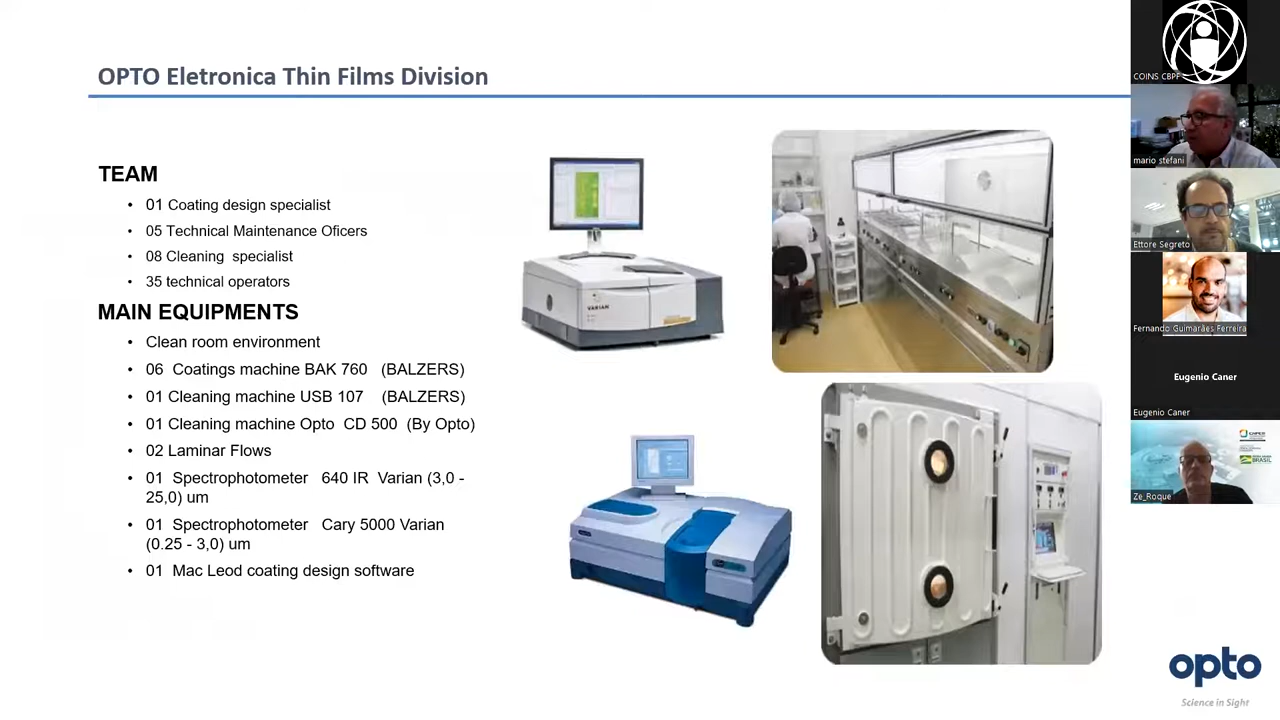 OPTO Eletronica Thin Films Division
TEAM
• 01 Coating design specialist
• 05 Technical Maintenance Oficers
• 08 Cleaning specialist
• 35 technical operators
MAIN EQUIPMENTS
• Clean room environment
• 06 Coatings machine BAK 760 (BALZERS)
• 01 Cleaning machine USB 107 (BALZERS)
• 01 Cleaning machine Opto CD 500 (By Opto)
• 02 Laminar Flows
• 01 Spectrophotometer 640 IR Varian (3,0 -
25,0) um
• 01 Spectrophotometer Cary 5000 Varian
(0.25 - 3,0) um
• 01 Mac Leod coating design software
VARIAN
COINS CBPF
mario stefani
Ettore Segreto
Fernando Guimarães Ferreira
Eugenio Caner
Eugenio Caner
BRASIL
Ze_Roque
opto
Science in Sight